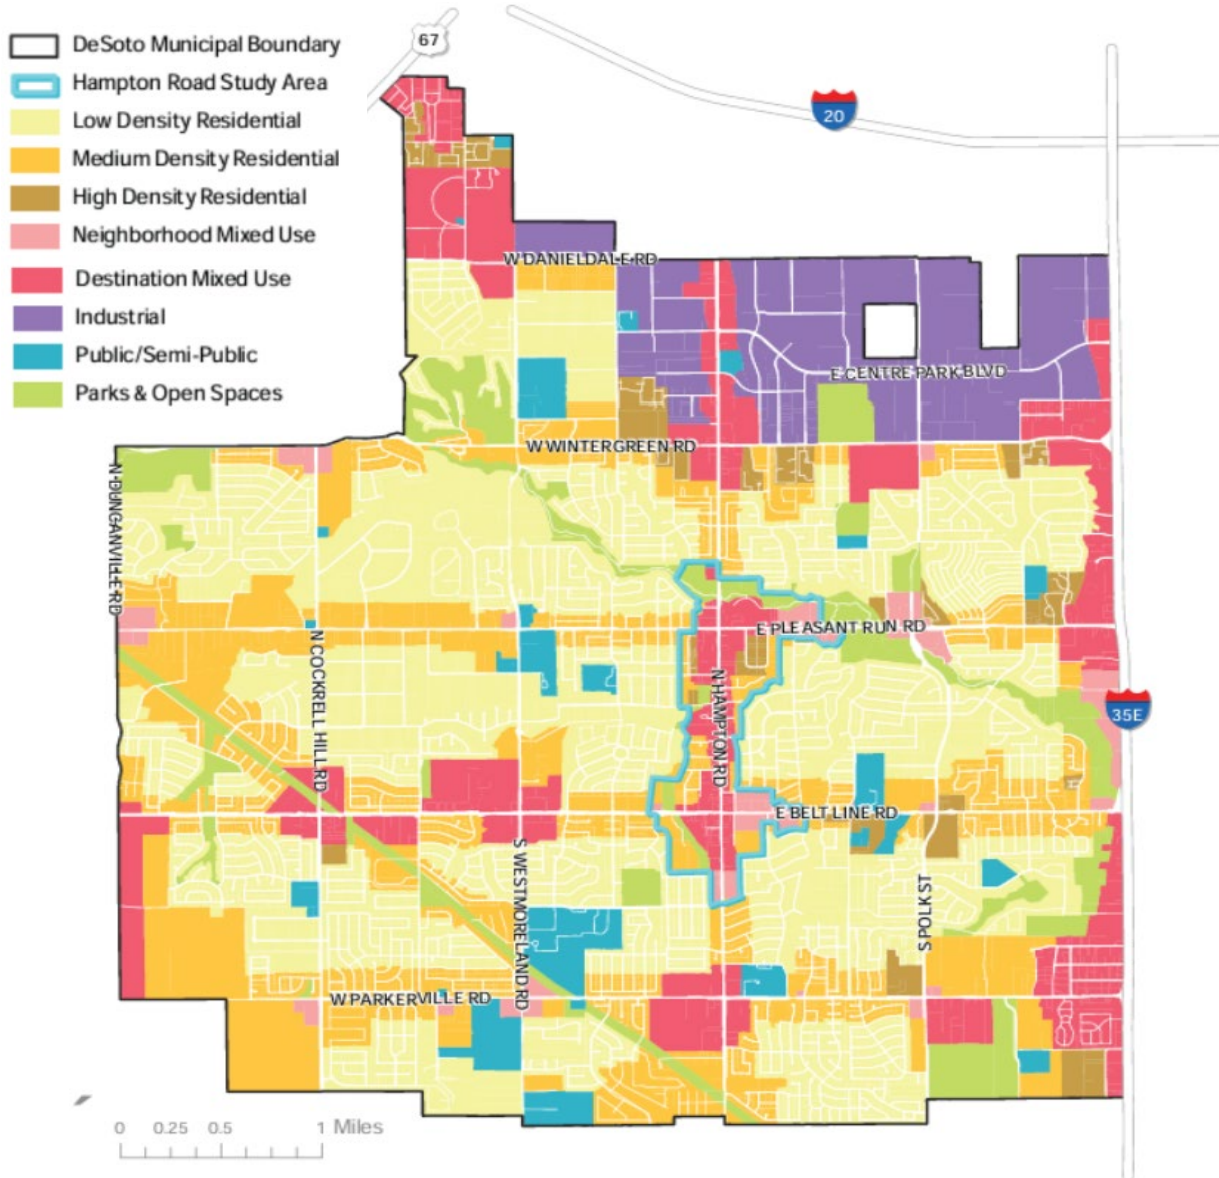 67
DeSoto Municipal Boundary
Hampton Road Study Area
20
Low Density Residential
Medium Density Residential
High Density Residential
Neighborhood Mixed Use
W DANIELDALE RD
Destination Mixed Use
Industrial
Public/Semi-Public
E CENTRE PARK BLVD
Parks & Open Spaces
W WINTERGREEN RD
N DUNGANVILLE RD
E PLEASANT RUN RD
N COCKRELL HILL RD
N HAMPTON RD
35E
E BELT LINE RD
S WESTMORELAND RD
S POLK ST
W PARKERVILLE RD
0 0.25 0.5 1 Miles